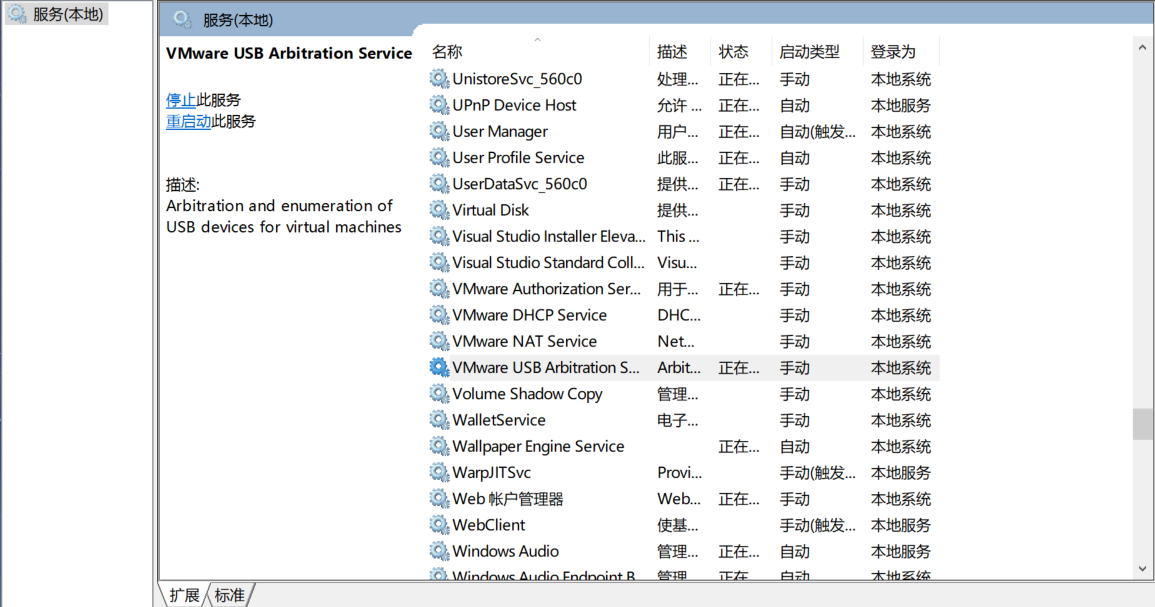 服务(本地)
服务(本地)
VMware USB Arbitration Service
停止此服务
重启动此服务
描述:
Arbitration and enumeration of
USB devices for virtual machines
名称 描述 状态 启动类型 登录为
UnistoreSvc_560c0 处理... 正在... 手动 本地系统
UPnP Device Host 允许 ... 正在... 自动 本地服务
User Manager 用户... 正在... 自动(触发... 本地系统
User Profile Service 此服... 正在... 自动 本地系统
UserDataSvc_560c0 提供... 正在... 手动 本地系统
Virtual Disk 提供... 手动 本地系统
Visual Studio Installer Eleva... This ... 手动 本地系统
Visual Studio Standard Coll... Visu... 手动 本地系统
VMware Authorization Ser... 用于... 正在... 手动 本地系统
VMware DHCP Service DHC... 手动 本地系统
VMware NAT Service Net... 手动 本地系统
VMware USB Arbitration S... Arbit... 正在... 手动 本地系统
Volume Shadow Copy 管理... 手动 本地系统
WalletService 电子... 手动 本地系统
Wallpaper Engine Service 正在... 自动 本地系统
WarpJITSvc Provi... 手动(触发... 本地服务
Web 帐户管理器 Web... 正在... 手动 本地系统
WebClient 使基... 手动(触发... 本地服务
Windows Audio 管理... 正在... 自动 本地服务
Windows Audio Endpoint B... 管理... 正在... 自动 本地系统
扩展 标准